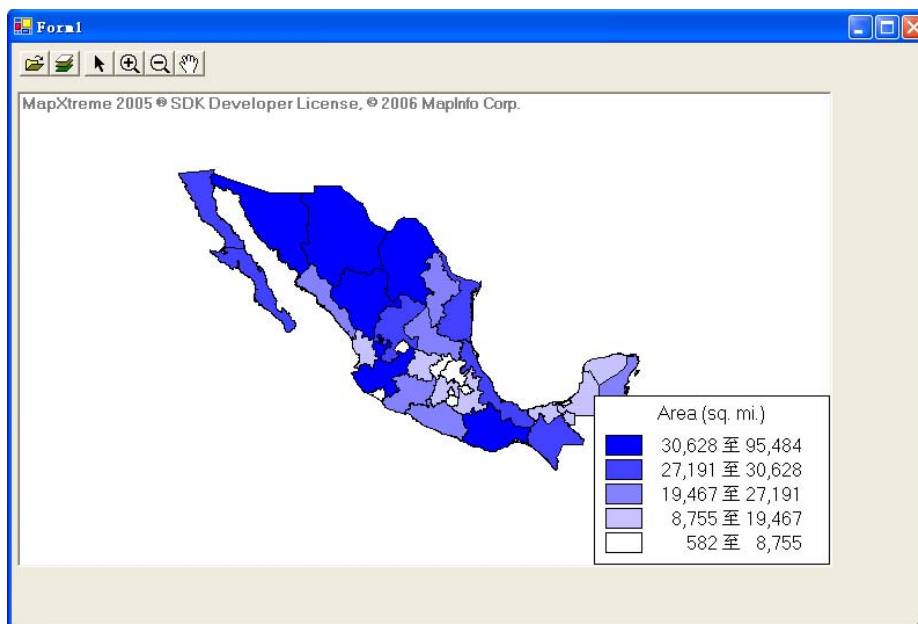 Form1
MapXtreme 2005 ® SDK Developer License, © 2006 MapInfo Corp.
Area (sq. mi.)
30,628 至 95,484
27,191 至 30,628
19,467 至 27,191
8,755 至 19,467
582 至 8,755